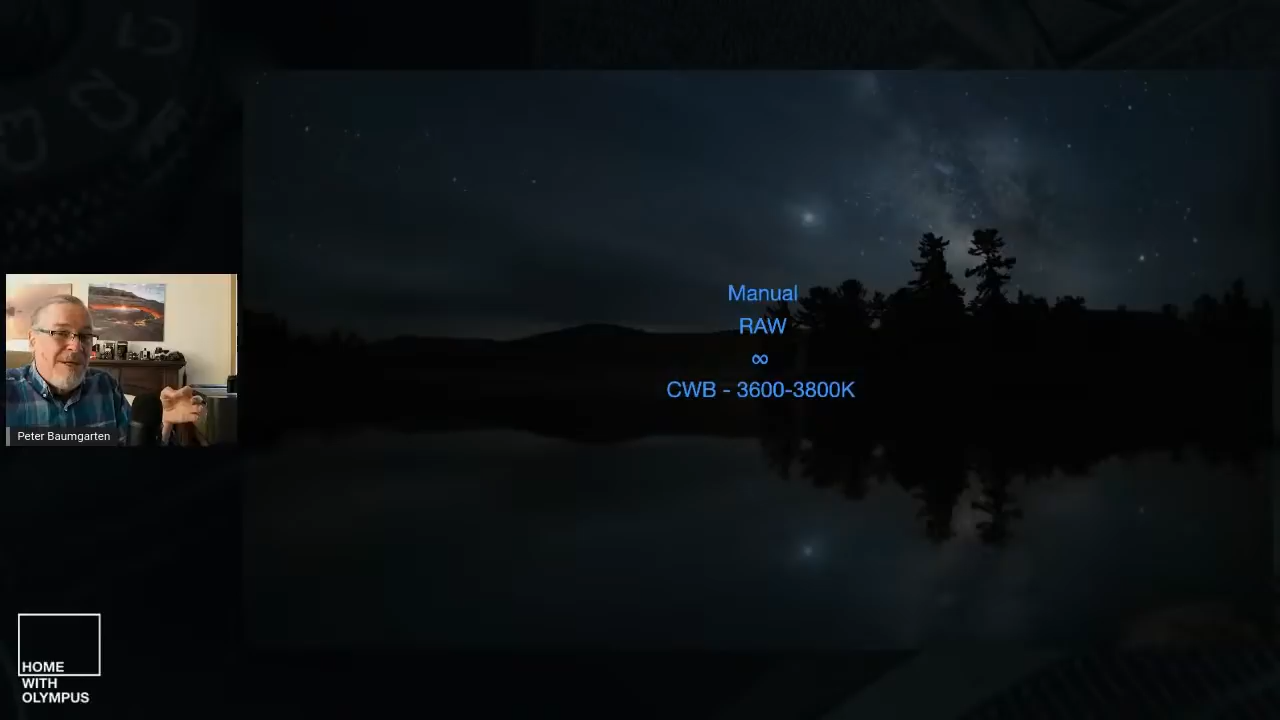 Manual
RAW
∞
CWB - 3600-3800K
Peter Baumgarten
HOME
WITH
OLYMPUS